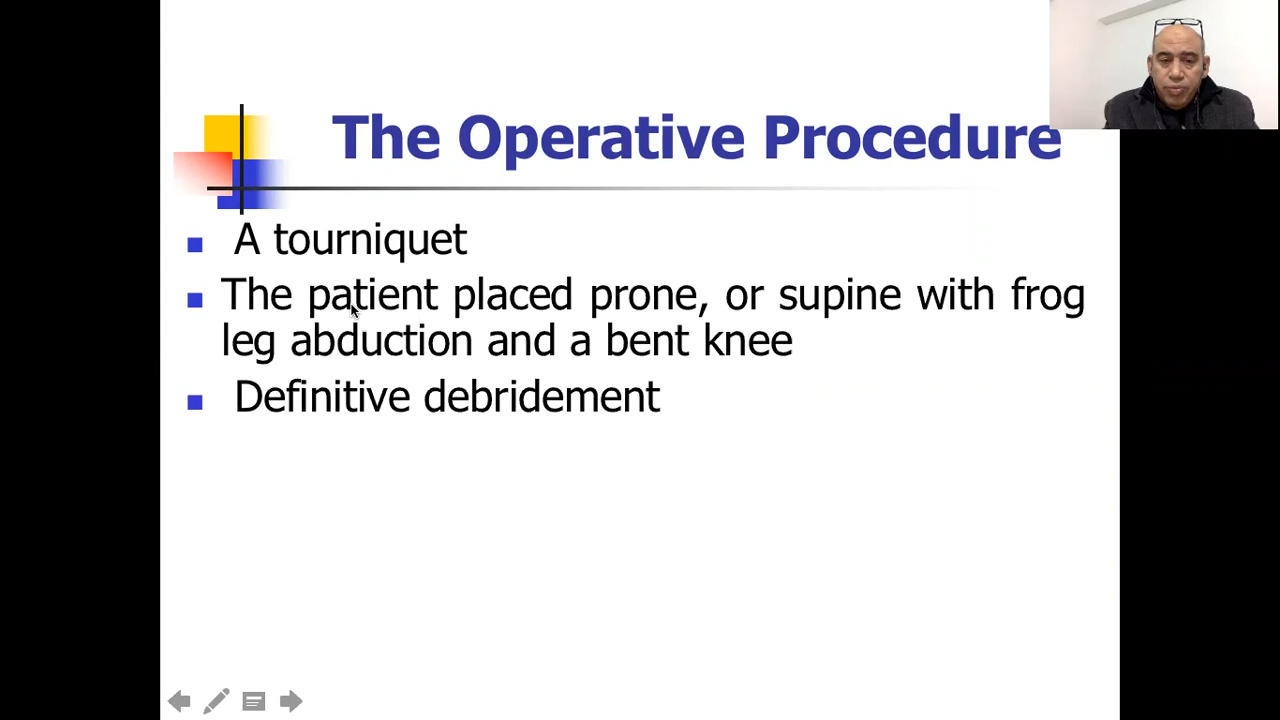 The Operative Procedure
A tourniquet
The patient placed prone, or supine with frog
leg abduction and a bent knee
Definitive debridement